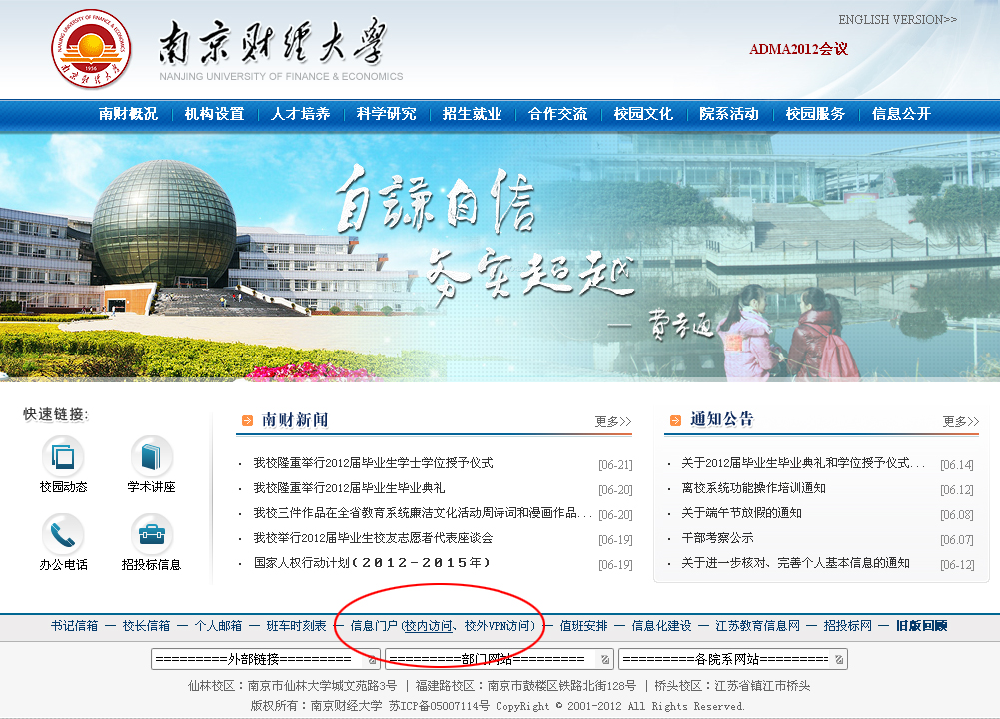 ENGLISH VERSION>>
南京财经大学
NANJING UNIVERSITY OF FINANCE & ECONOMICS
ADMA2012会议
南财概况 机构设置 人才培养 科学研究 招生就业 合作交流 校园文化 院系活动 校园服务 信息公开
自谦自信
务实超越
— 费孝通
快速链接:
校园动态 学术讲座
办公电话 招投标信息
南财新闻 更多>>
· 我校隆重举行2012届毕业生学士学位授予仪式 [06-21]
· 我校隆重举行2012届毕业生毕业典礼 [06-20]
· 我校三件作品在全省教育系统廉洁文化活动周诗词和漫画作品... [06-20]
· 我校举行2012届毕业生校友志愿者代表座谈会 [06-19]
· 国家人权行动计划(2012-2015年) [06-19]
通知公告 更多>>
· 关于2012届毕业生毕业典礼和学位授予仪式... [06.14]
· 离校系统功能操作培训通知 [06.12]
· 关于端午节放假的通知 [06.08]
· 干部考察公示 [06.07]
· 关于进一步核对、完善个人基本信息的通知 [06-12]
书记信箱 — 校长信箱 — 个人邮箱 — 班车时刻表 — 信息门户(校内访问、校外VPN访问) — 值班安排 — 信息化建设 — 江苏教育信息网 — 招投标网 — 旧版回顾
=========外部链接========= =========部门网站========= =========各院系网站=========
仙林校区：南京市仙林大学城文苑路3号 | 福建路校区：南京市鼓楼区铁路北街128号 | 桥头校区：江苏省镇江市桥头
版权所有：南京财经大学 苏ICP备05007114号 CopyRight © 2001-2012 All Rights Reserved.